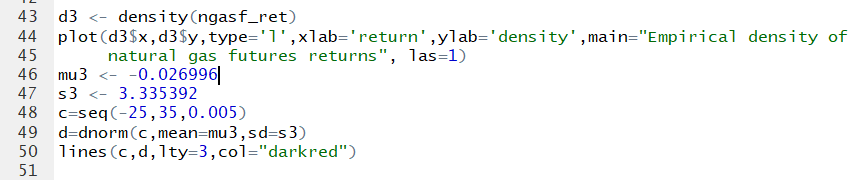 43 d3 <- density(ngasf_ret)
44 plot(d3$x,d3$y,type='l',xlab='return',ylab='density',main="Empirical density of
45 natural gas futures returns", las=1)
46 mu3 <- -0.026996
47 s3 <- 3.335392
48 c=seq(-25,35,0.005)
49 d=dnorm(c,mean=mu3,sd=s3)
50 lines(c,d,lty=3,col="darkred")
51